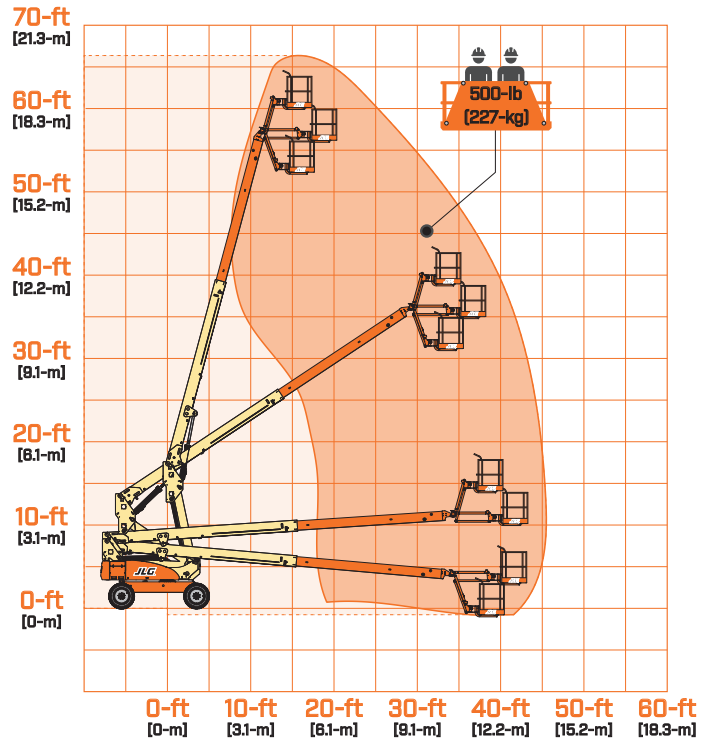 70-ft
[21.3-m]
500-lb
(227-kg)
60-ft
[18.3-m]
50-ft
[15.2-m]
40-ft
[12.2-m]
30-ft
[9.1-m]
20-ft
[6.1-m]
10-ft
[3.1-m]
JLG
0-ft
[0-m]
0-ft 10-ft 20-ft 30-ft 40-ft 50-ft 60-ft
[0-m] [3.1-m] [6.1-m] [9.1-m] [12.2-m] [15.2-m] [18.3-m]